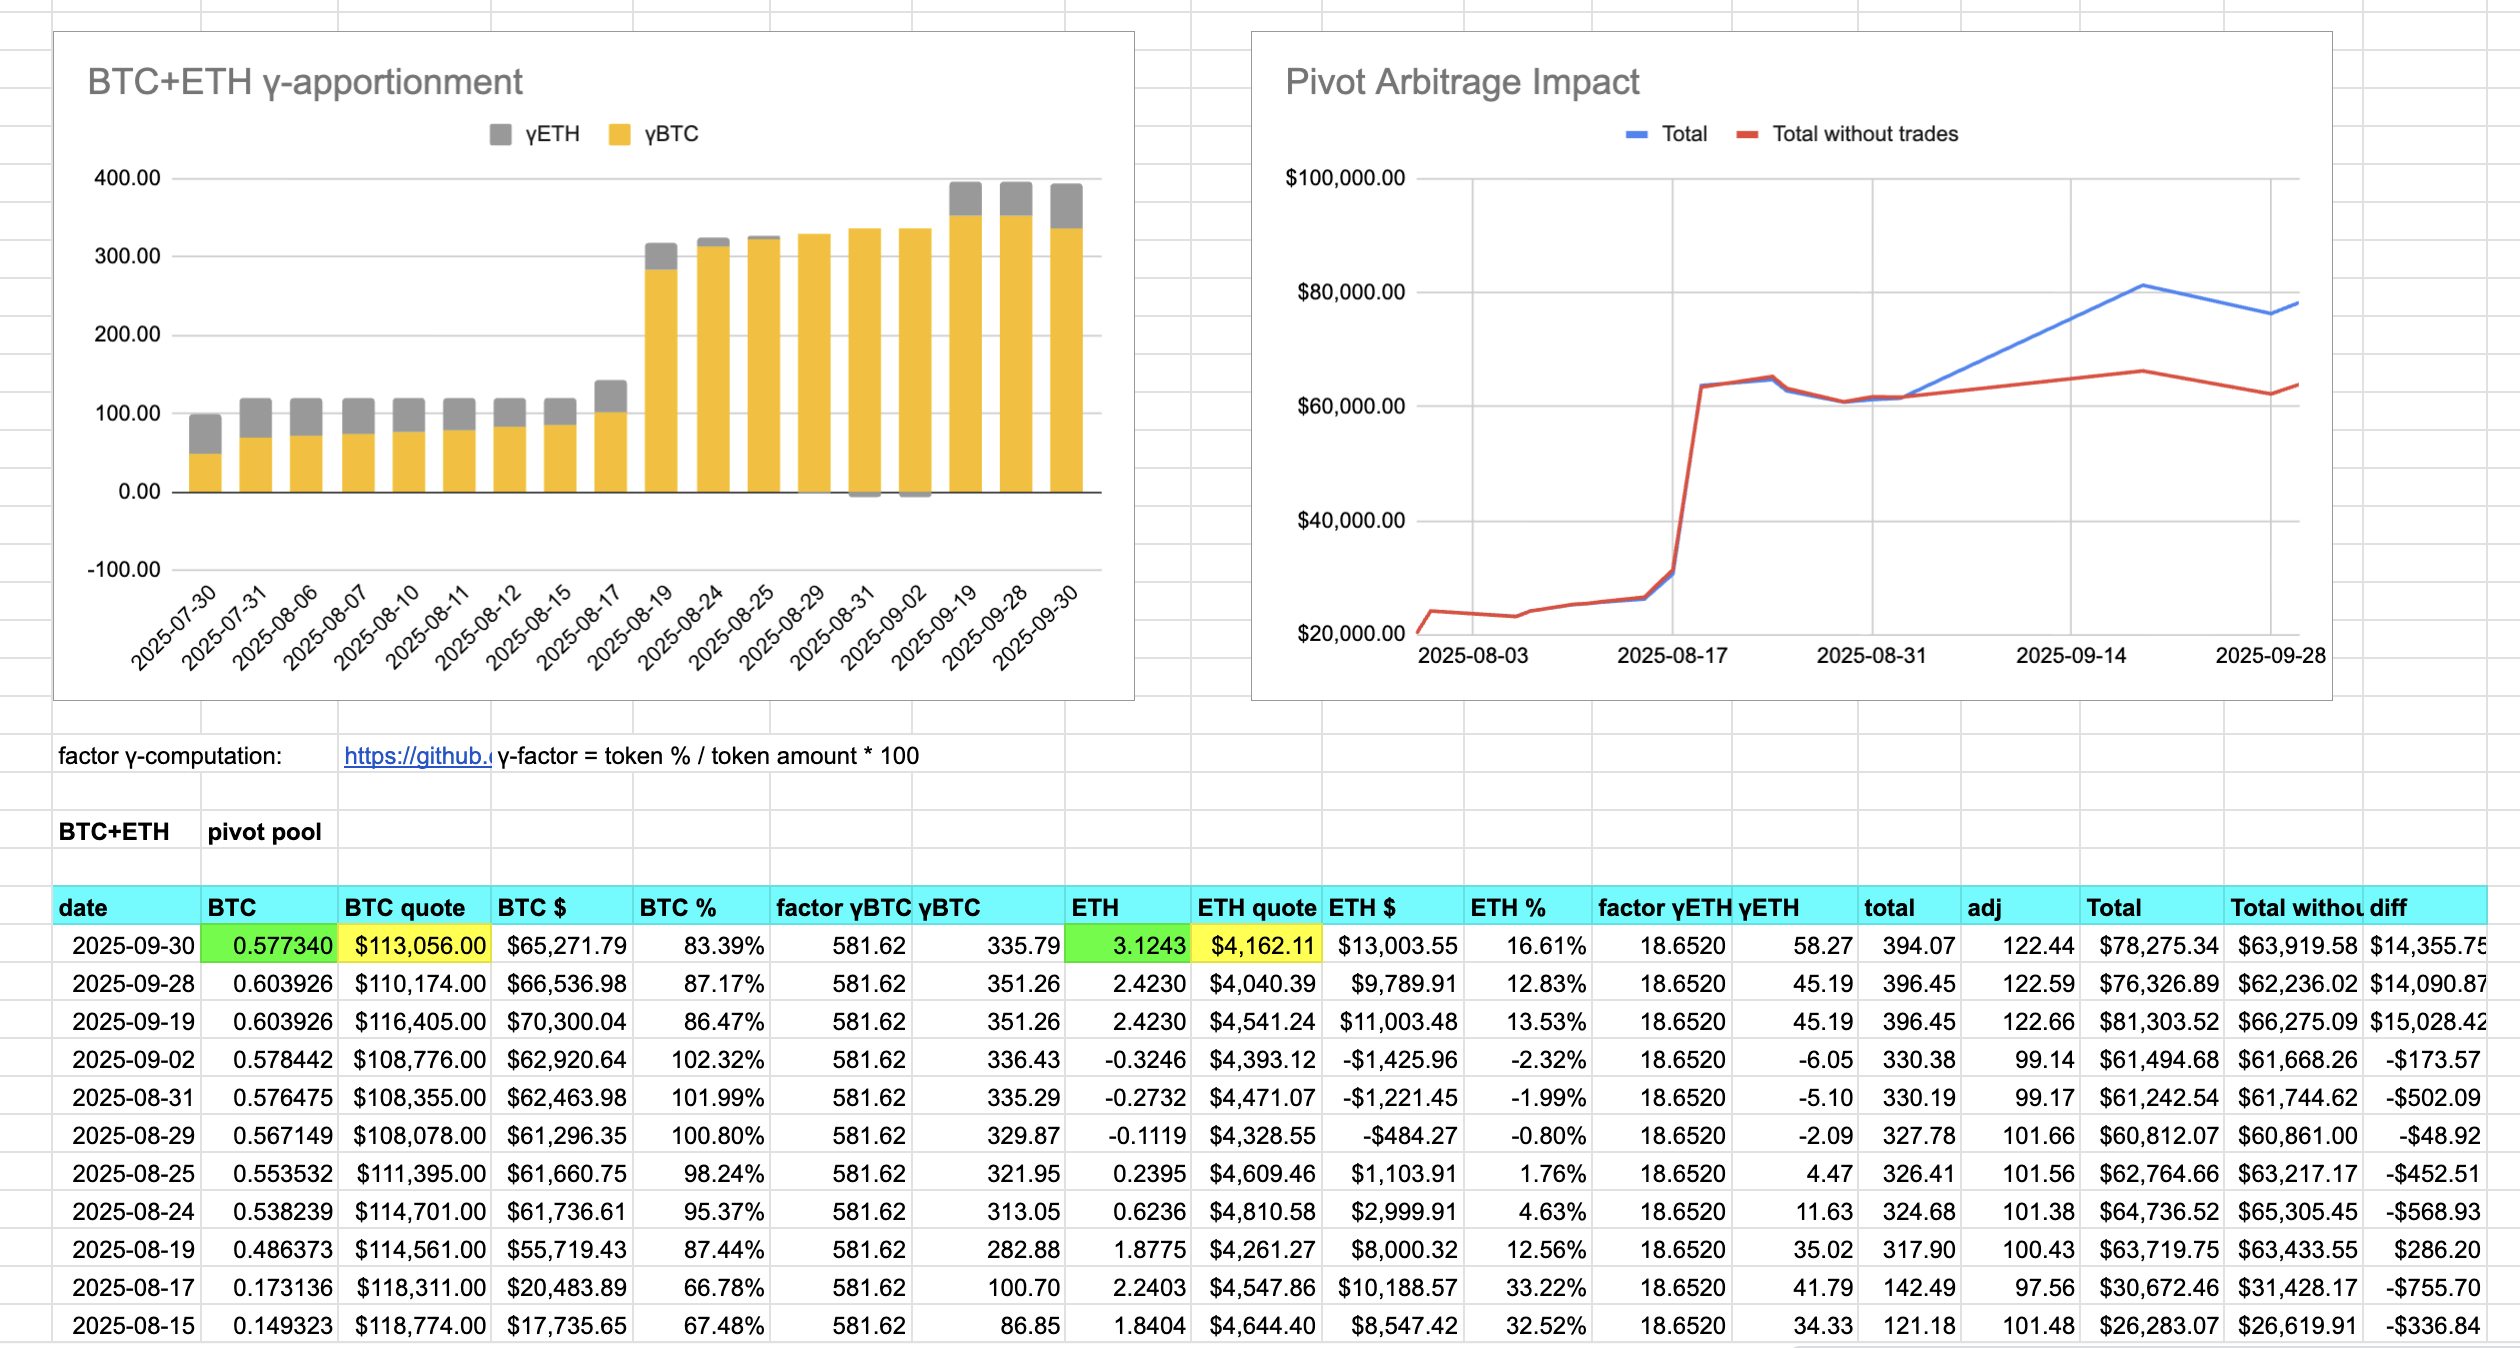 BTC+ETH γ-apportionment
γETH γBTC
400.00
300.00
200.00
100.00
0.00
-100.00
2025-07-30 2025-07-31 2025-08-06 2025-08-07 2025-08-10 2025-08-11 2025-08-12 2025-08-15 2025-08-17 2025-08-19 2025-08-24 2025-08-25 2025-08-29 2025-08-31 2025-09-02 2025-09-19 2025-09-28 2025-09-30
Pivot Arbitrage Impact
Total Total without trades
$100,000.00
$80,000.00
$60,000.00
$40,000.00
$20,000.00
2025-08-03 2025-08-17 2025-08-31 2025-09-14 2025-09-28
factor γ-computation: https://github. γ-factor = token % / token amount * 100
BTC+ETH pivot pool
date BTC BTC quote BTC $ BTC % factor γBTC γBTC ETH ETH quote ETH $ ETH % factor γETH γETH total adj Total Total withou diff
2025-09-30 0.577340 $113,056.00 $65,271.79 83.39% 581.62 335.79 3.1243 $4,162.11 $13,003.55 16.61% 18.6520 58.27 394.07 122.44 $78,275.34 $63,919.58 $14,355.75
2025-09-28 0.603926 $110,174.00 $66,536.98 87.17% 581.62 351.26 2.4230 $4,040.39 $9,789.91 12.83% 18.6520 45.19 396.45 122.59 $76,326.89 $62,236.02 $14,090.87
2025-09-19 0.603926 $116,405.00 $70,300.04 86.47% 581.62 351.26 2.4230 $4,541.24 $11,003.48 13.53% 18.6520 45.19 396.45 122.66 $81,303.52 $66,275.09 $15,028.42
2025-09-02 0.578442 $108,776.00 $62,920.64 102.32% 581.62 336.43 -0.3246 $4,393.12 -$1,425.96 -2.32% 18.6520 -6.05 330.38 99.14 $61,494.68 $61,668.26 -$173.57
2025-08-31 0.576475 $108,355.00 $62,463.98 101.99% 581.62 335.29 -0.2732 $4,471.07 -$1,221.45 -1.99% 18.6520 -5.10 330.19 99.17 $61,242.54 $61,744.62 -$502.09
2025-08-29 0.567149 $108,078.00 $61,296.35 100.80% 581.62 329.87 -0.1119 $4,328.55 -$484.27 -0.80% 18.6520 -2.09 327.78 101.66 $60,812.07 $60,861.00 -$48.92
2025-08-25 0.553532 $111,395.00 $61,660.75 98.24% 581.62 321.95 0.2395 $4,609.46 $1,103.91 1.76% 18.6520 4.47 326.41 101.56 $62,764.66 $63,217.17 -$452.51
2025-08-24 0.538239 $114,701.00 $61,736.61 95.37% 581.62 313.05 0.6236 $4,810.58 $2,999.91 4.63% 18.6520 11.63 324.68 101.38 $64,736.52 $65,305.45 -$568.93
2025-08-19 0.486373 $114,561.00 $55,719.43 87.44% 581.62 282.88 1.8775 $4,261.27 $8,000.32 12.56% 18.6520 35.02 317.90 100.43 $63,719.75 $63,433.55 $286.20
2025-08-17 0.173136 $118,311.00 $20,483.89 66.78% 581.62 100.70 2.2403 $4,547.86 $10,188.57 33.22% 18.6520 41.79 142.49 97.56 $30,672.46 $31,428.17 -$755.70
2025-08-15 0.149323 $118,774.00 $17,735.65 67.48% 581.62 86.85 1.8404 $4,644.40 $8,547.42 32.52% 18.6520 34.33 121.18 101.48 $26,283.07 $26,619.91 -$336.84